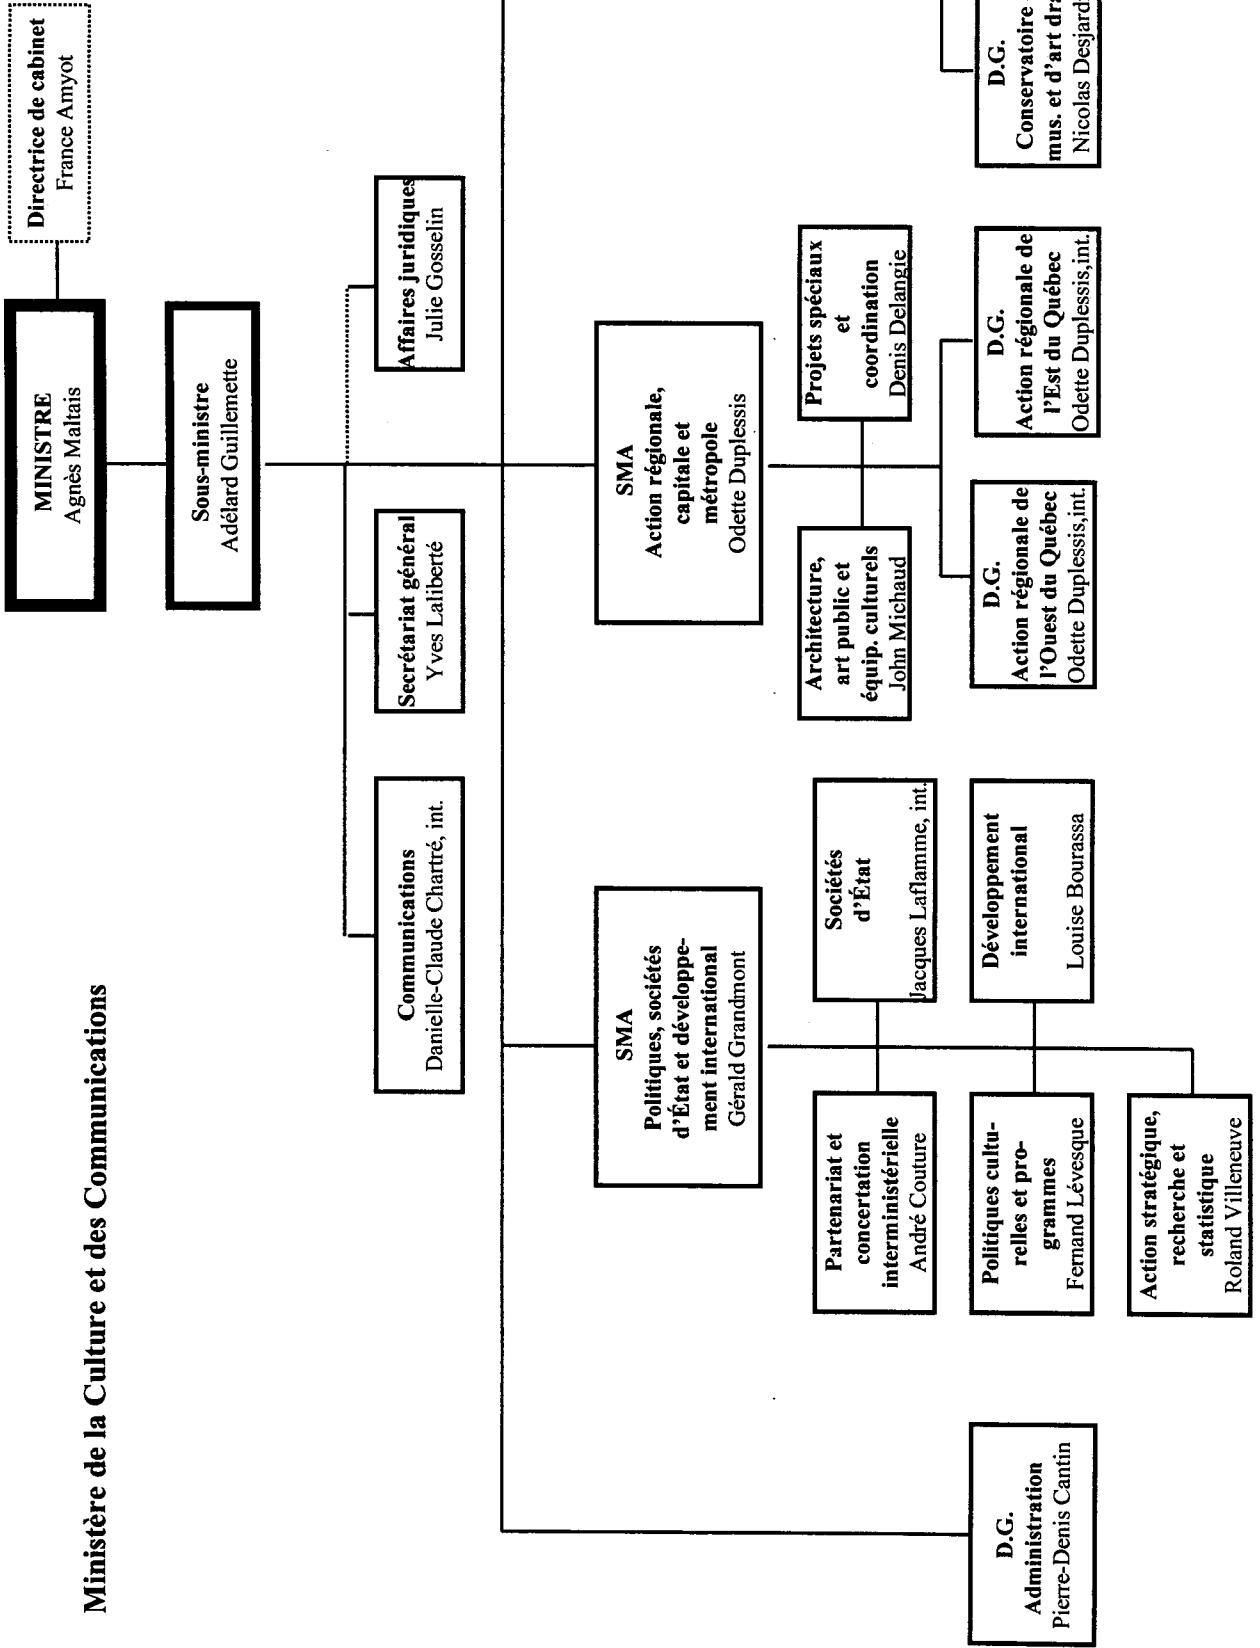 Ministère de la Culture et des Communications
MINISTRE
Agnès Maltais
Directrice de cabinet
France Amyot
Sous-ministre
Adélard Guillemette
Communications
Danielle-Claude Chartré, int.
Secrétariat général
Yves Laliberté
Affaires juridiques
Julie Gosselin
SMA
Politiques, sociétés
d'État et développe-
ment international
Gérald Grandmont
SMA
Action régionale,
capitale et
métropole
Odette Duplessis
Partenariat et
concertation
interministérielle
André Couture
Sociétés
d'État
Jacques Laflamme, int.
Architecture,
art public et
équip. culturels
John Michaud
Projets spéciaux
et
coordination
Denis Delangie
D.G.
Administration
Pierre-Denis Cantin
Politiques cultu-
relles et pro-
grammes
Fernand Lévesque
Développement
international
Louise Bourassa
D.G.
Action régionale de
l'Ouest du Québec
Odette Duplessis,int.
D.G.
Action régionale de
l'Est du Québec
Odette Duplessis,int.
D.G.
Conservatoire
mus. et d'art
Nicolas
Action stratégique,
recherche et
statistique
Roland Villeneuve